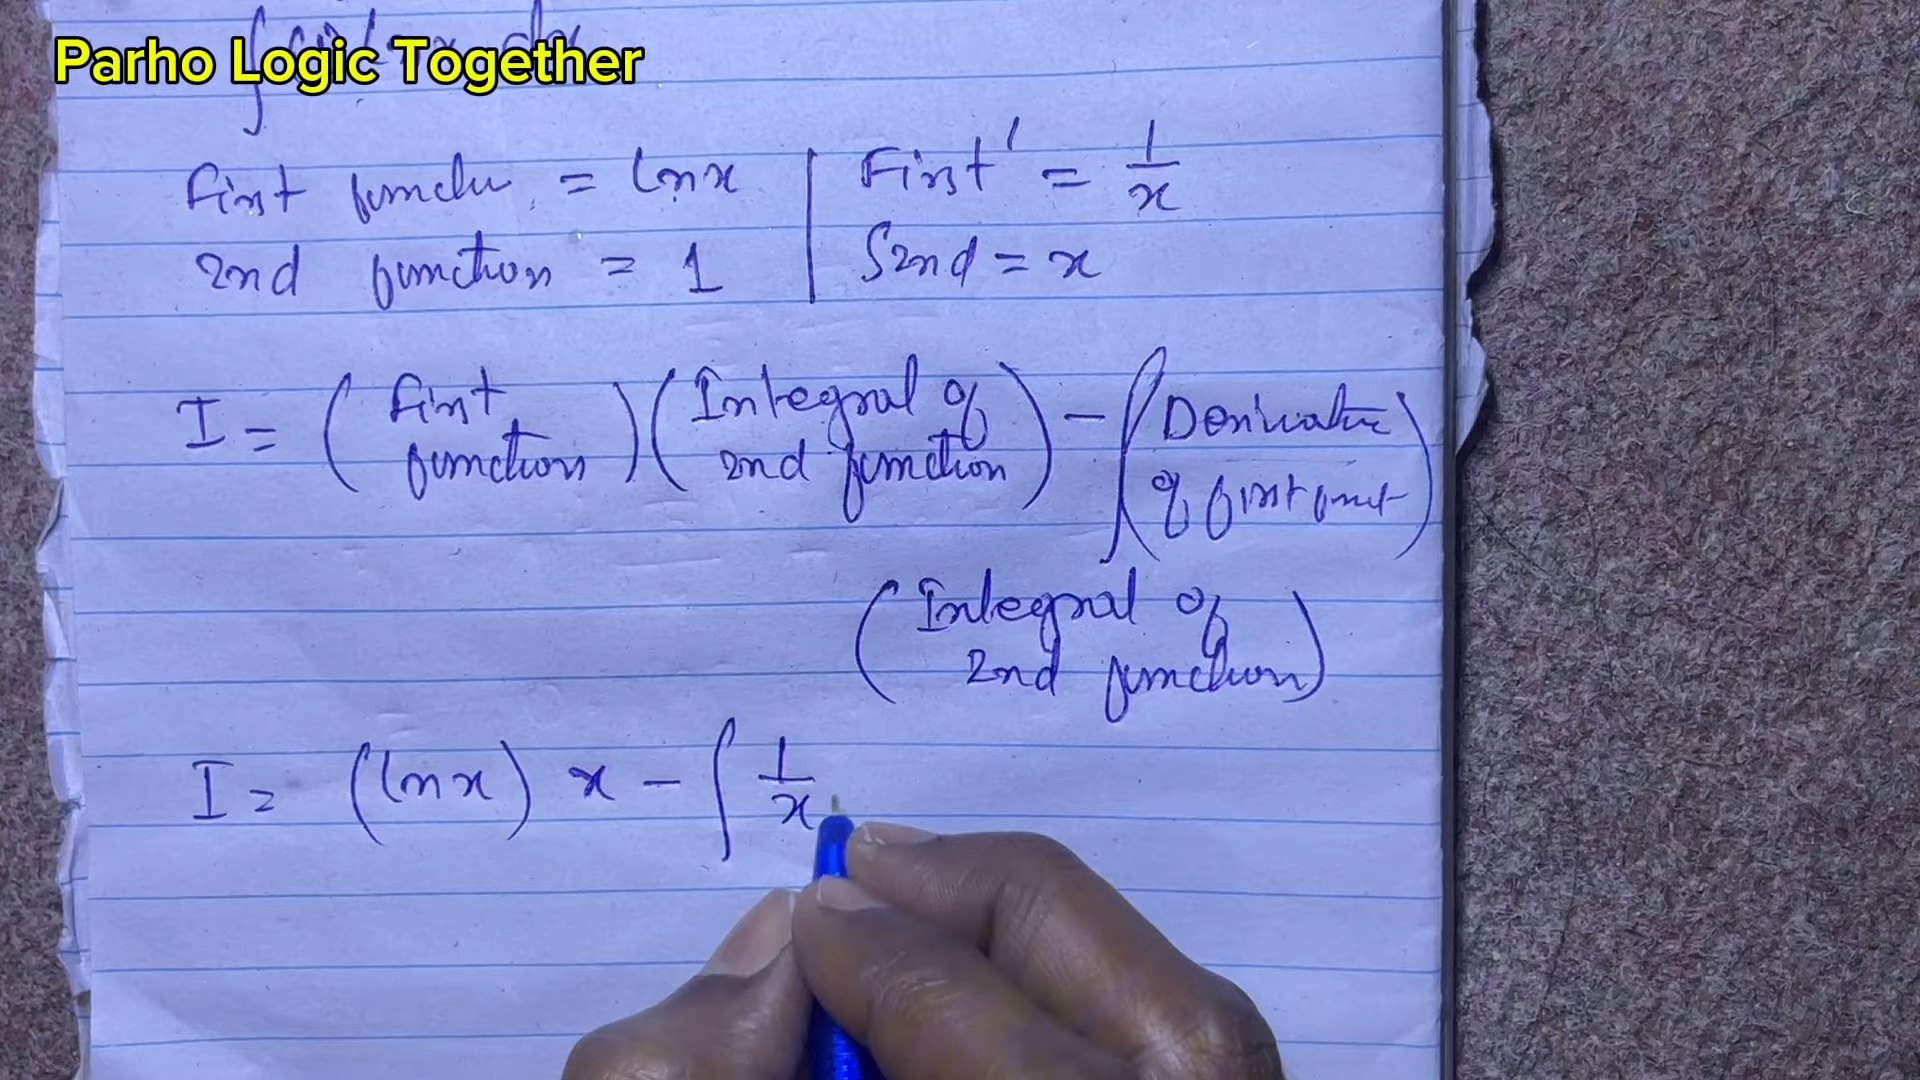 Parho Logic Together
First functu = ln x | First' = 1/x
2nd function = 1 | ∫2nd = x
I = (First function)(Integral of 2nd function) - ∫(Derivative of first funct)
(Integral of 2nd function)
I = (ln x) x - ∫ 1/x